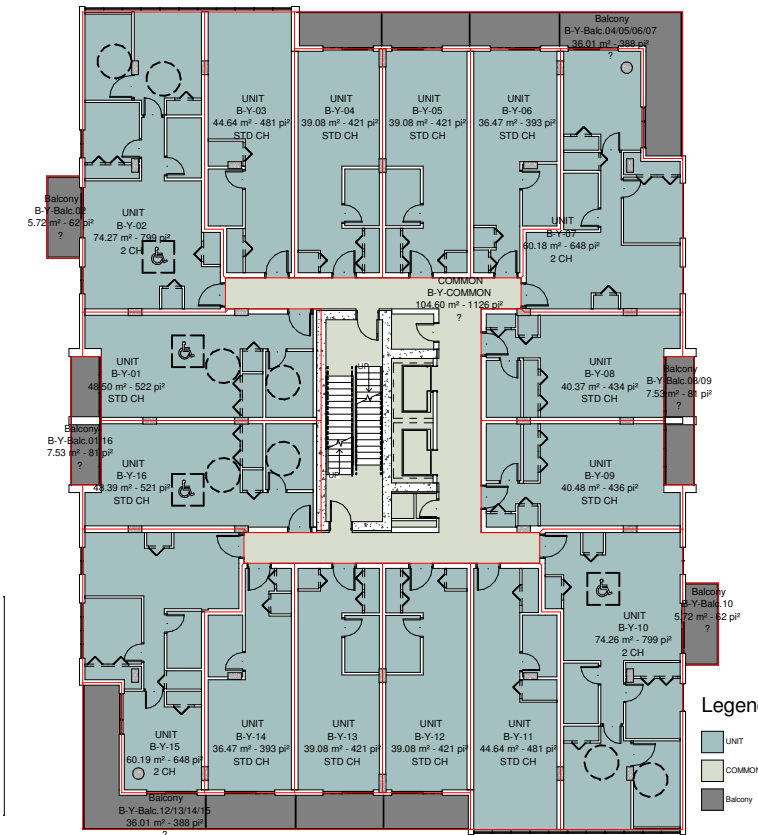 Balcony
B-Y-Balc.04/05/06/07
36.01 m² - 388 pi²
?
UNIT
B-Y-03
44.64 m² - 481 pi²
STD CH
UNIT
B-Y-04
39.08 m² - 421 pi²
STD CH
UNIT
B-Y-05
39.08 m² - 421 pi²
STD CH
UNIT
B-Y-06
36.47 m² - 393 pi²
STD CH
Balcony
B-Y-Balc.02
5.72 m² - 62 pi²
?
UNIT
B-Y-02
74.27 m² - 799 pi²
2 CH
UNIT
B-Y-07
60.18 m² - 648 pi²
2 CH
COMMON
B-Y-COMMON
104.60 m² - 1126 pi²
?
UNIT
B-Y-01
48.50 m² - 522 pi²
STD CH
UP
UNIT
B-Y-08
40.37 m² - 434 pi²
STD CH
Balcony
B-Y-Balc.08/09
7.53 m² - 81 pi²
?
Balcony
B-Y-Balc.01/16
7.53 m² - 81 pi²
?
UNIT
B-Y-16
48.39 m² - 521 pi²
STD CH
UP
UNIT
B-Y-09
40.48 m² - 436 pi²
STD CH
Balcony
B-Y-Balc.10
5.72 m² - 62 pi²
?
UNIT
B-Y-10
74.26 m² - 799 pi²
2 CH
UNIT
B-Y-15
60.19 m² - 648 pi²
2 CH
UNIT
B-Y-14
36.47 m² - 393 pi²
STD CH
UNIT
B-Y-13
39.08 m² - 421 pi²
STD CH
UNIT
B-Y-12
39.08 m² - 421 pi²
STD CH
UNIT
B-Y-11
44.64 m² - 481 pi²
STD CH
Balcony
B-Y-Balc.12/13/14/15
36.01 m² - 388 pi²
?
Legen
UNIT
COMMON
Balcony